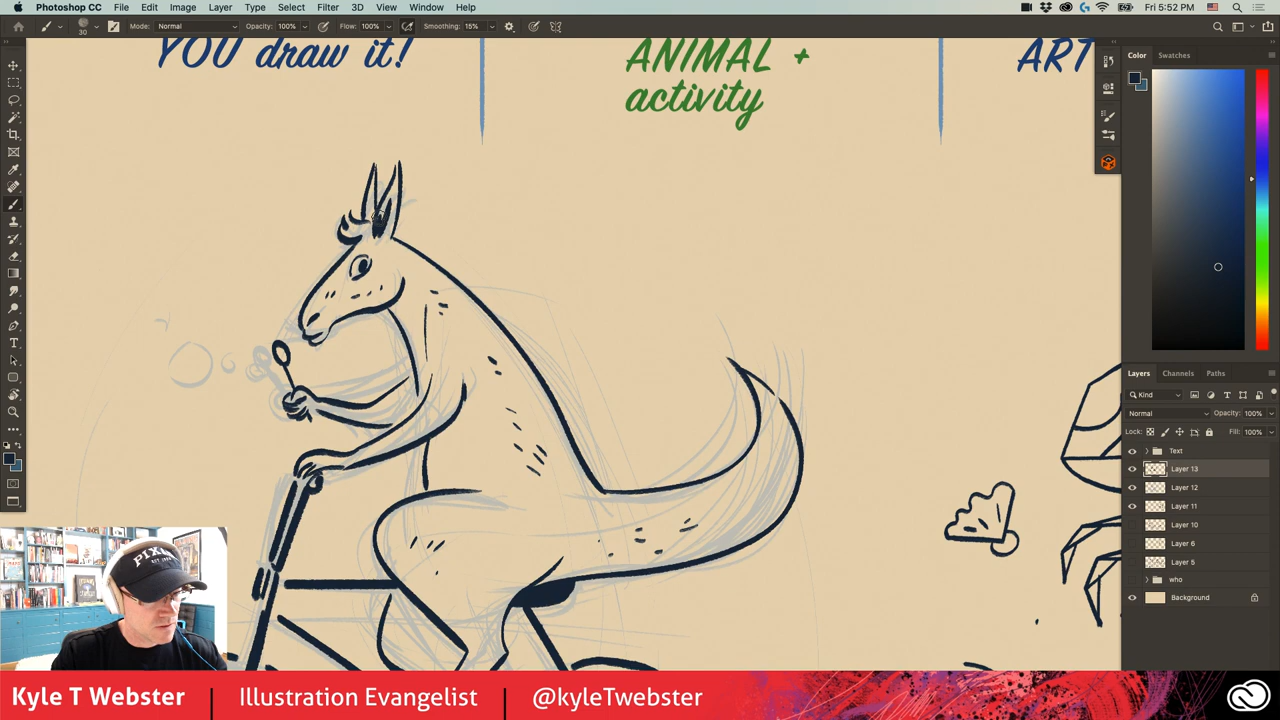 Photoshop CC File Edit Image Layer Type Select Filter 3D View Window Help Fri 5:52 PM
30 Mode: Normal Opacity: 100% Flow: 100% Smoothing: 15%
YOU draw it!
ANIMAL +
activity
ART
Color Swatches
Layers Channels Paths
Kind
Normal Opacity: 100%
Lock: Fill: 100%
Text
Layer 13
Layer 12
Layer 11
Layer 10
Layer 6
Layer 5
who
Background
PIXAR
Kyle T Webster | Illustration Evangelist | @kyleTwebster